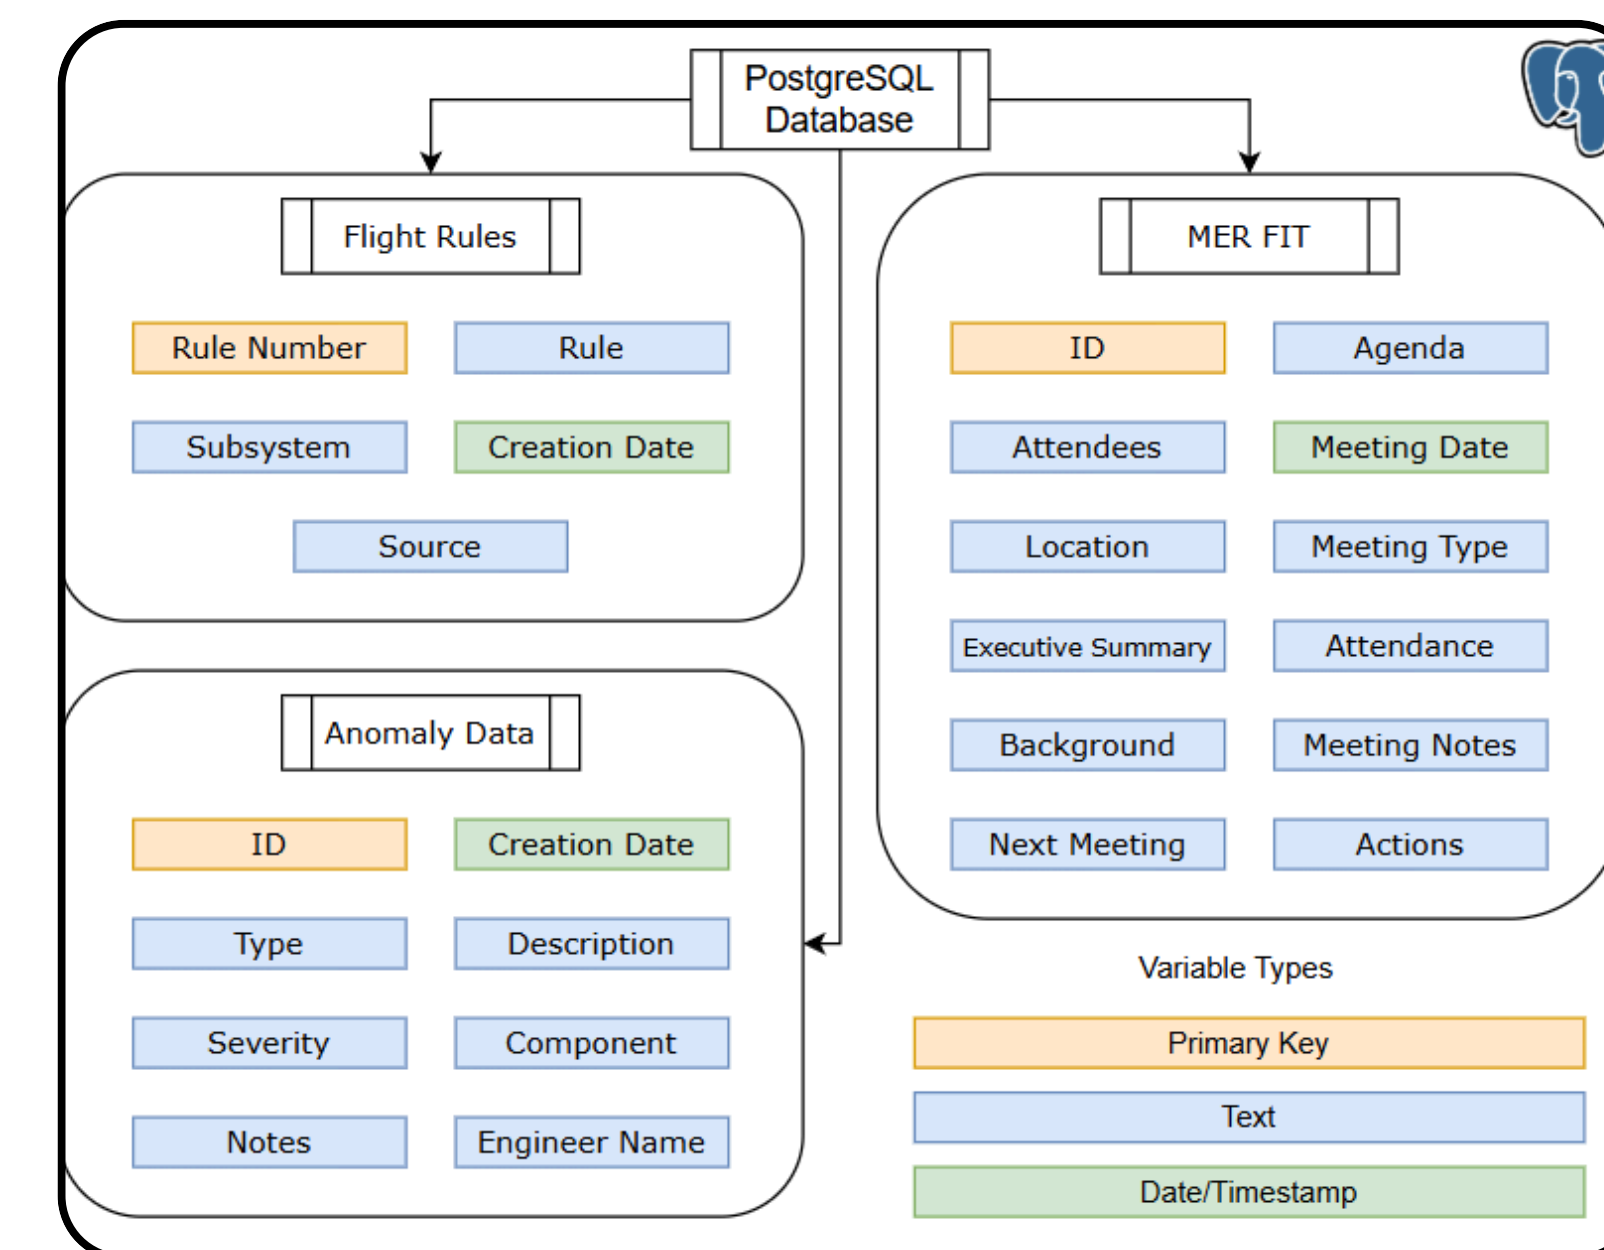 PostgreSQL
Database
Flight Rules
Rule Number
Rule
Subsystem
Creation Date
Source
Anomaly Data
ID
Creation Date
Type
Description
Severity
Component
Notes
Engineer Name
MER FIT
ID
Agenda
Attendees
Meeting Date
Location
Meeting Type
Executive Summary
Attendance
Background
Meeting Notes
Next Meeting
Actions
Variable Types
Primary Key
Text
Date/Timestamp